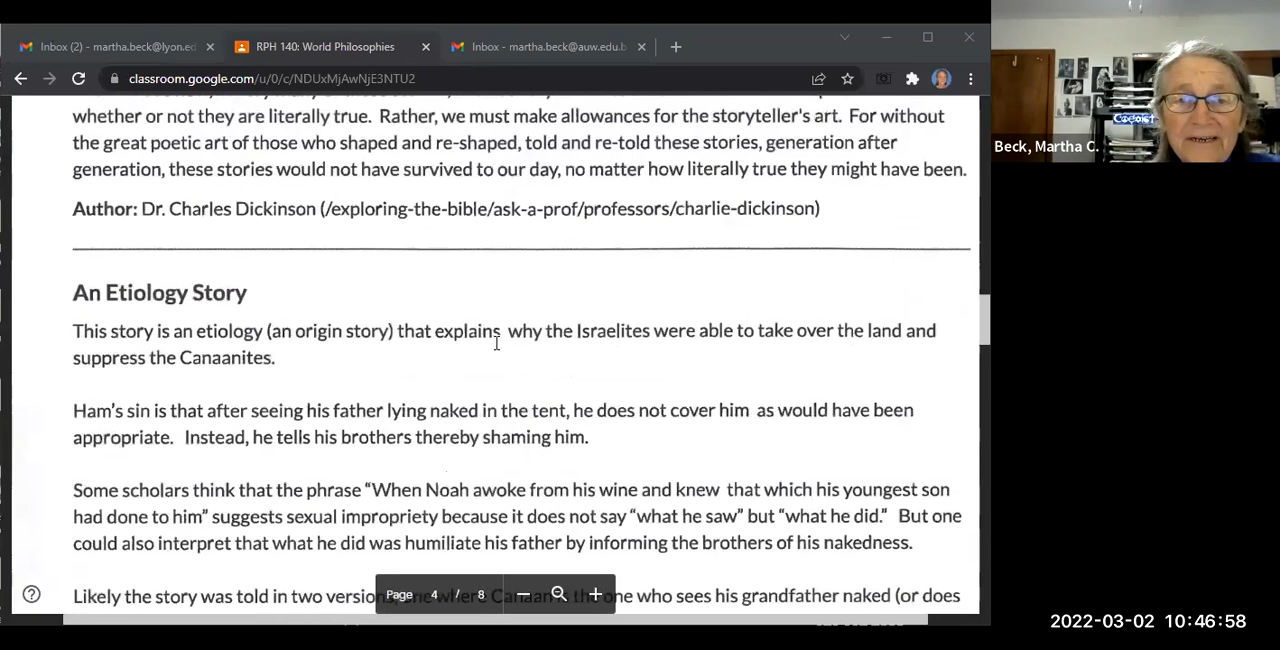 Inbox (2) - martha.beck@lyon.ed
RPH 140: World Philosophies
Inbox - martha.beck@auw.edu.b
classroom.google.com/u/0/c/NDUxMjAwNjE3NTU2
whether or not they are literally true. Rather, we must make allowances for the storyteller's art. For without
the great poetic art of those who shaped and re-shaped, told and re-told these stories, generation after
generation, these stories would not have survived to our day, no matter how literally true they might have been.
Author: Dr. Charles Dickinson (/exploring-the-bible/ask-a-prof/professors/charlie-dickinson)
An Etiology Story
This story is an etiology (an origin story) that explains why the Israelites were able to take over the land and
suppress the Canaanites.
Ham's sin is that after seeing his father lying naked in the tent, he does not cover him as would have been
appropriate. Instead, he tells his brothers thereby shaming him.
Some scholars think that the phrase “When Noah awoke from his wine and knew that which his youngest son
had done to him” suggests sexual impropriety because it does not say “what he saw” but “what he did.” But one
could also interpret that what he did was humiliate his father by informing the brothers of his nakedness.
Likely the story was told in two versions, one where Canaan is the one who sees his grandfather naked (or does
Page 4 / 8
Coexist
Beck, Martha C.
2022-03-02 10:46:58